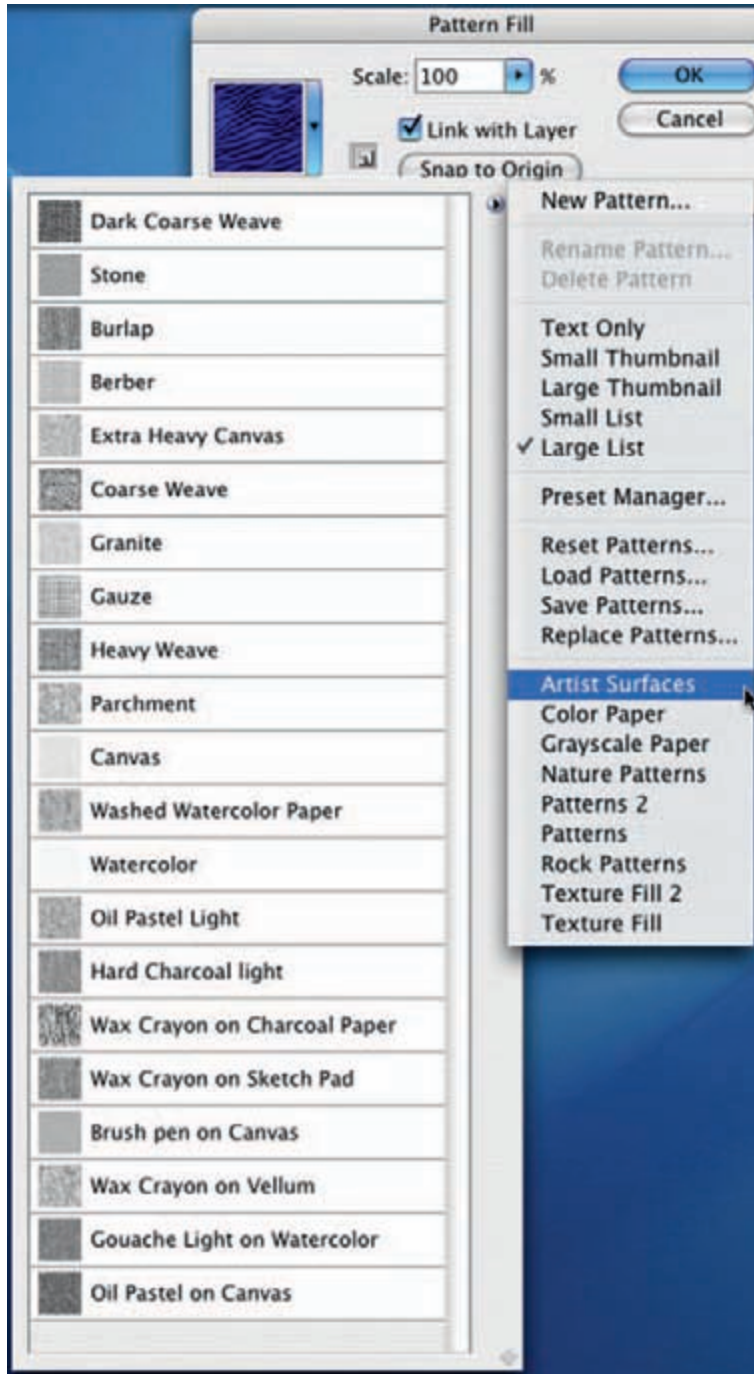 Pattern Fill
Scale: 100 %
OK
Link with Layer
Cancel
Snap to Origin
Dark Coarse Weave
Stone
Burlap
Berber
Extra Heavy Canvas
Coarse Weave
Granite
Gauze
Heavy Weave
Parchment
Canvas
Washed Watercolor Paper
Watercolor
Oil Pastel Light
Hard Charcoal light
Wax Crayon on Charcoal Paper
Wax Crayon on Sketch Pad
Brush pen on Canvas
Wax Crayon on Vellum
Gouache Light on Watercolor
Oil Pastel on Canvas
New Pattern...
Rename Pattern...
Delete Pattern
Text Only
Small Thumbnail
Large Thumbnail
Small List
✓ Large List
Preset Manager...
Reset Patterns...
Load Patterns...
Save Patterns...
Replace Patterns...
Artist Surfaces
Color Paper
Grayscale Paper
Nature Patterns
Patterns 2
Patterns
Rock Patterns
Texture Fill 2
Texture Fill